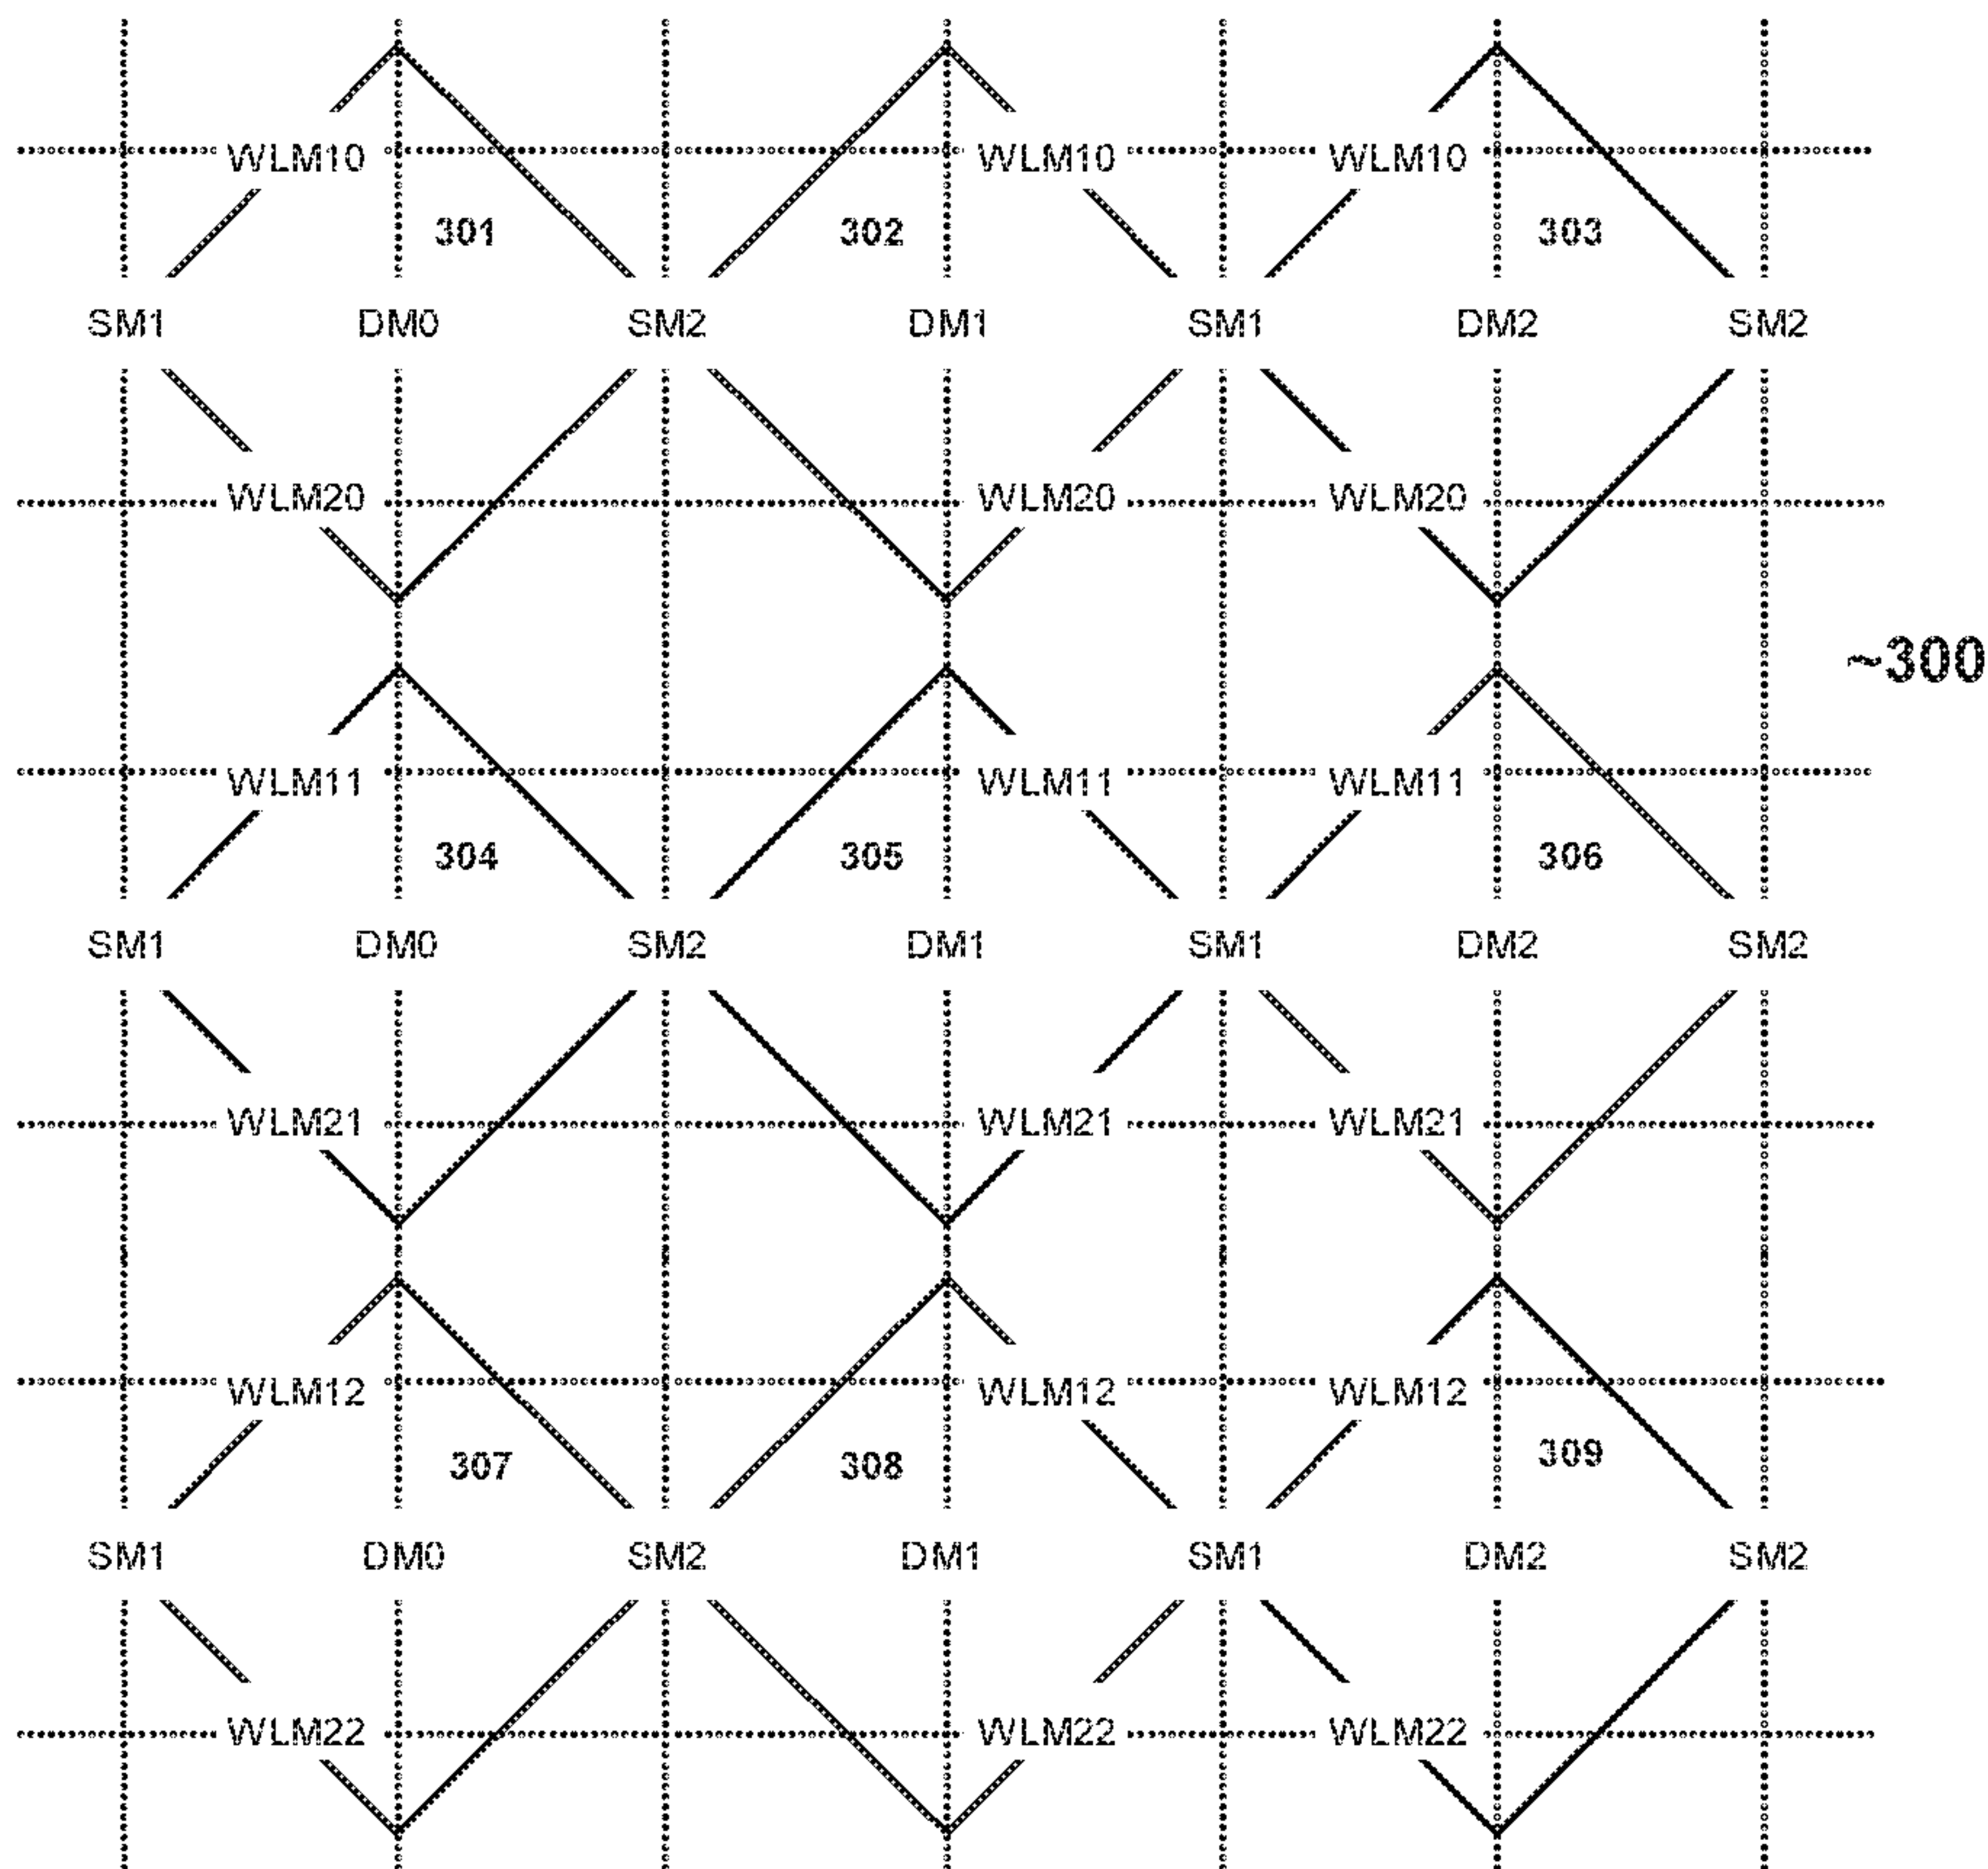 WLM10 WLM10 WLM10
301 302 303
SM1 DM0 SM2 DM1 SM1 DM2 SM2
WLM20 WLM20 WLM20
~300
WLM11 WLM11 WLM11
304 305 306
SM1 DM0 SM2 DM1 SM1 DM2 SM2
WLM21 WLM21 WLM21
WLM12 WLM12 WLM12
307 308 309
SM1 DM0 SM2 DM1 SM1 DM2 SM2
WLM22 WLM22 WLM22